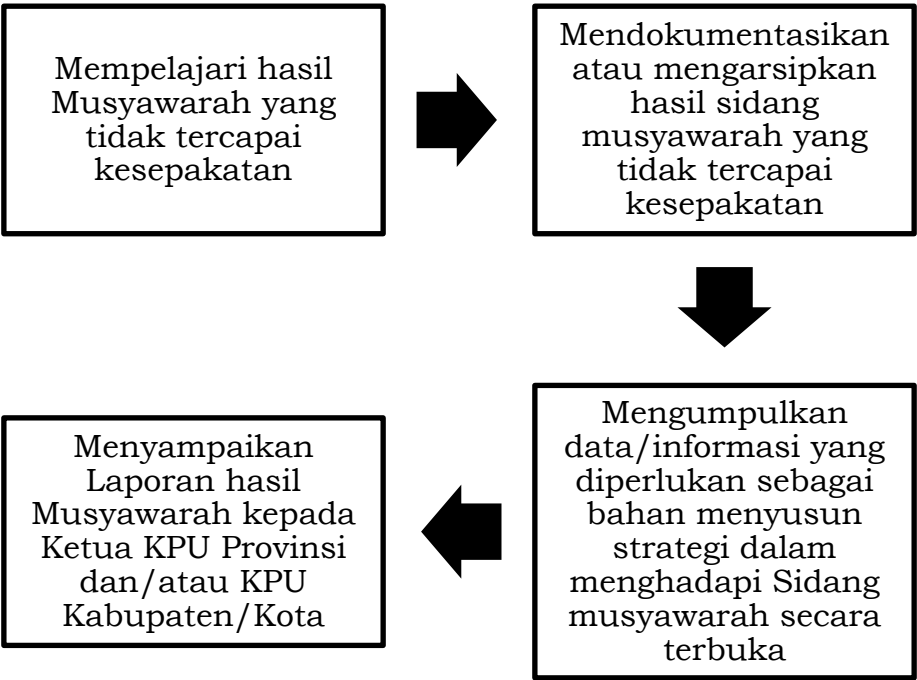 Mempelajari hasil
Musyawarah yang
tidak tercapai
kesepakatan
Mendokumentasikan
atau mengarsipkan
hasil sidang
musyawarah yang
tidak tercapai
kesepakatan
Mengumpulkan
data/informasi yang
diperlukan sebagai
bahan menyusun
strategi dalam
menghadapi Sidang
musyawarah secara
terbuka
Menyampaikan
Laporan hasil
Musyawarah kepada
Ketua KPU Provinsi
dan/atau KPU
Kabupaten/Kota